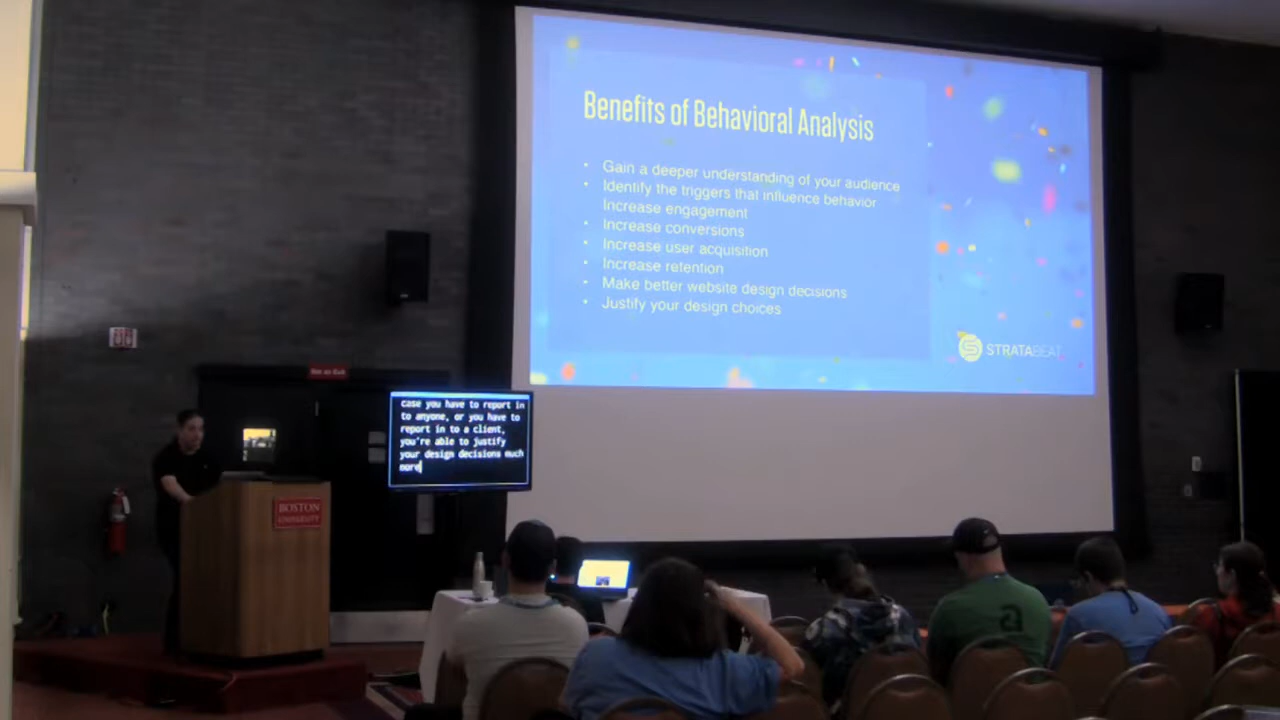 Benefits of Behavioral Analysis
• Gain a deeper understanding of your audience
• Identify the triggers that influence behavior
Increase engagement
• Increase conversions
• Increase user acquisition
• Increase retention
• Make better website design decisions
• Justify your design choices
STRATABEAT
Not an Exit
case you have to report in
to anyone, or you have to
report in to a client,
you're able to justify
your design decisions much
more
BOSTON
UNIVERSITY
a